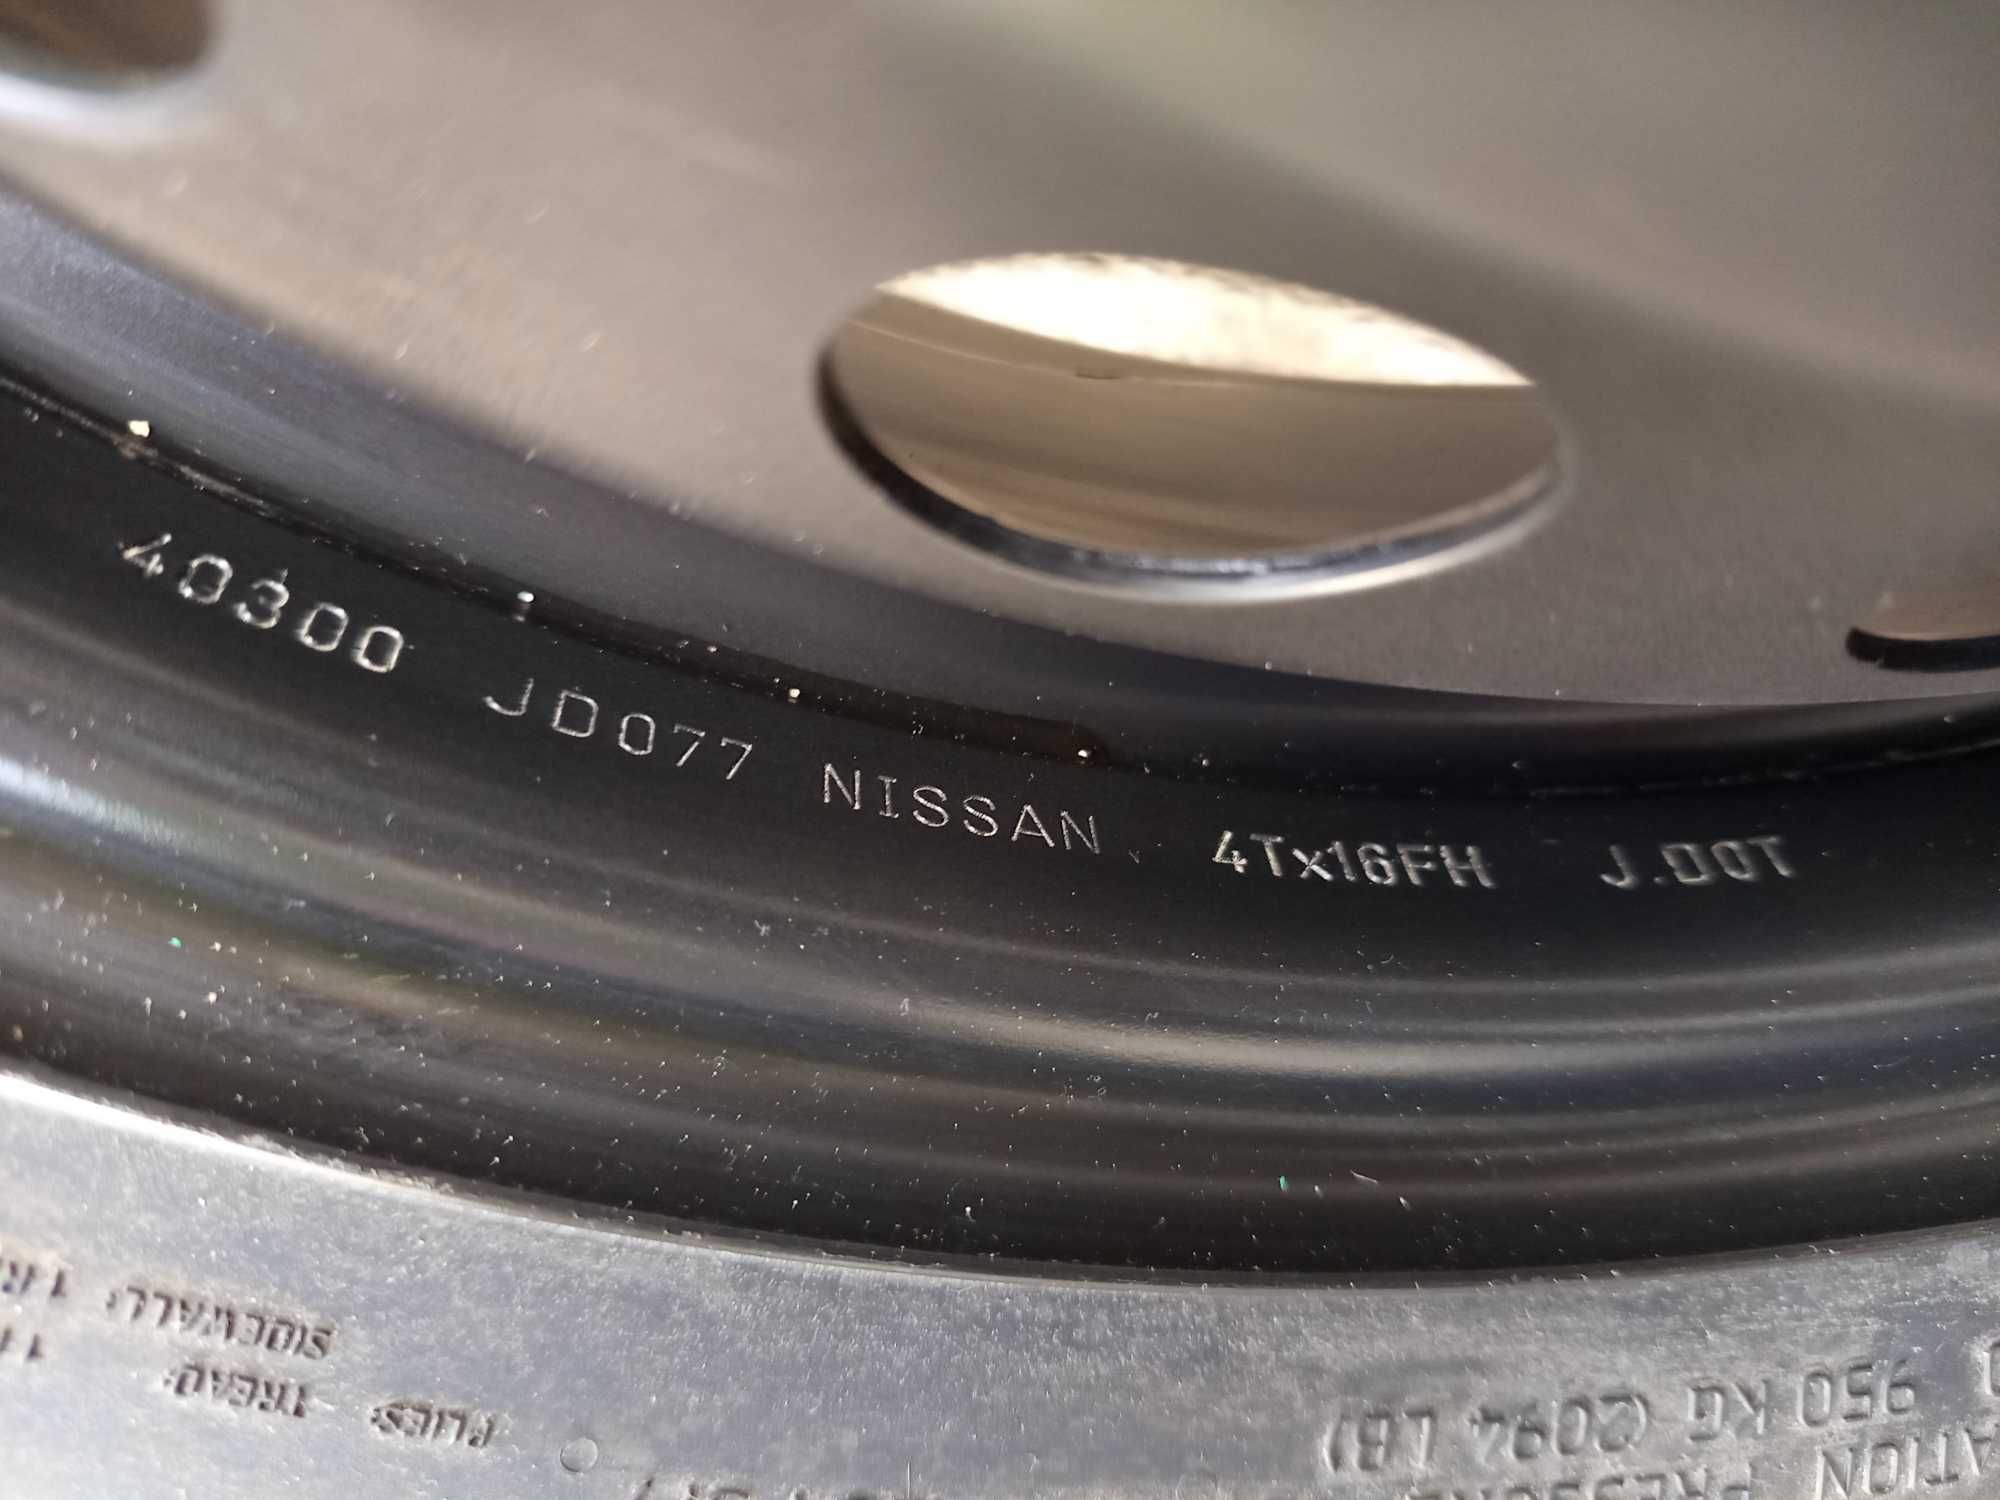 40300 JD077 NISSAN 4Tx16FH J.DOT
950 KG (2094 LB)
PLIES: TREAD:
SIDEWALL: